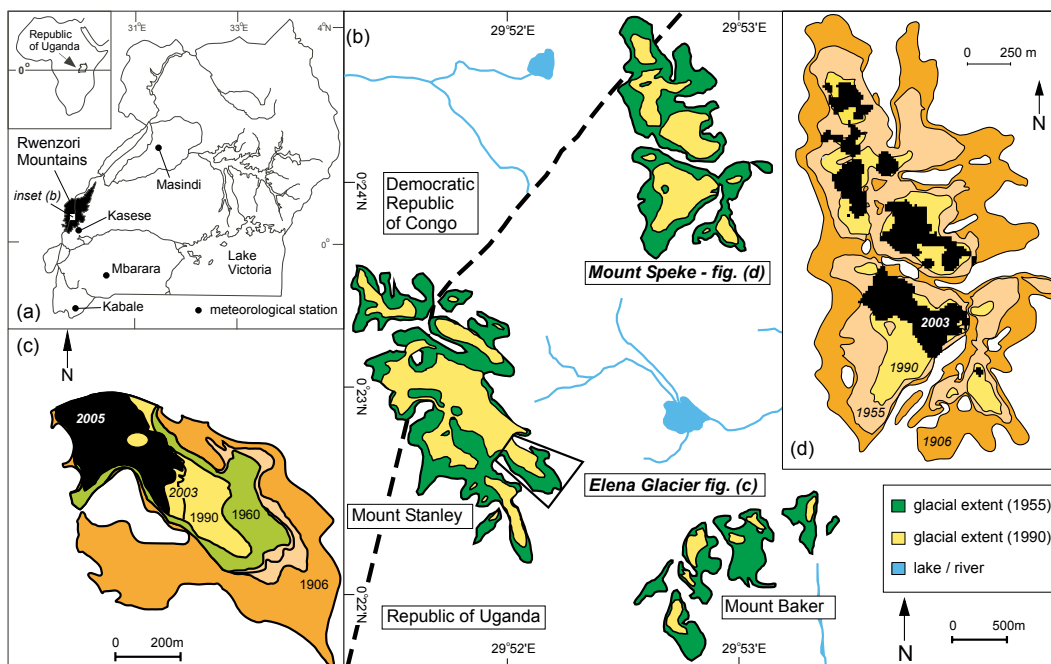 31°E
33°E
4°N
Republic
of Uganda
0°
Rwenzori
Mountains
inset (b)
Masindi
Kasese
0°
Mbarara
Lake
Victoria
Kabale
meteorological station
(a)
(b)
29°52'E
29°53'E
0°24'N
0°23'N
0°22'N
Democratic
Republic
of Congo
Mount Speke - fig. (d)
Elena Glacier fig. (c)
Mount Stanley
Mount Baker
Republic of Uganda
29°52'E
29°53'E
(c)
N
2005
2003
1990
1960
1906
0 200m
0 250 m
N
2003
1990
1955
1906
(d)
glacial extent (1955)
glacial extent (1990)
lake / river
N
0 500m